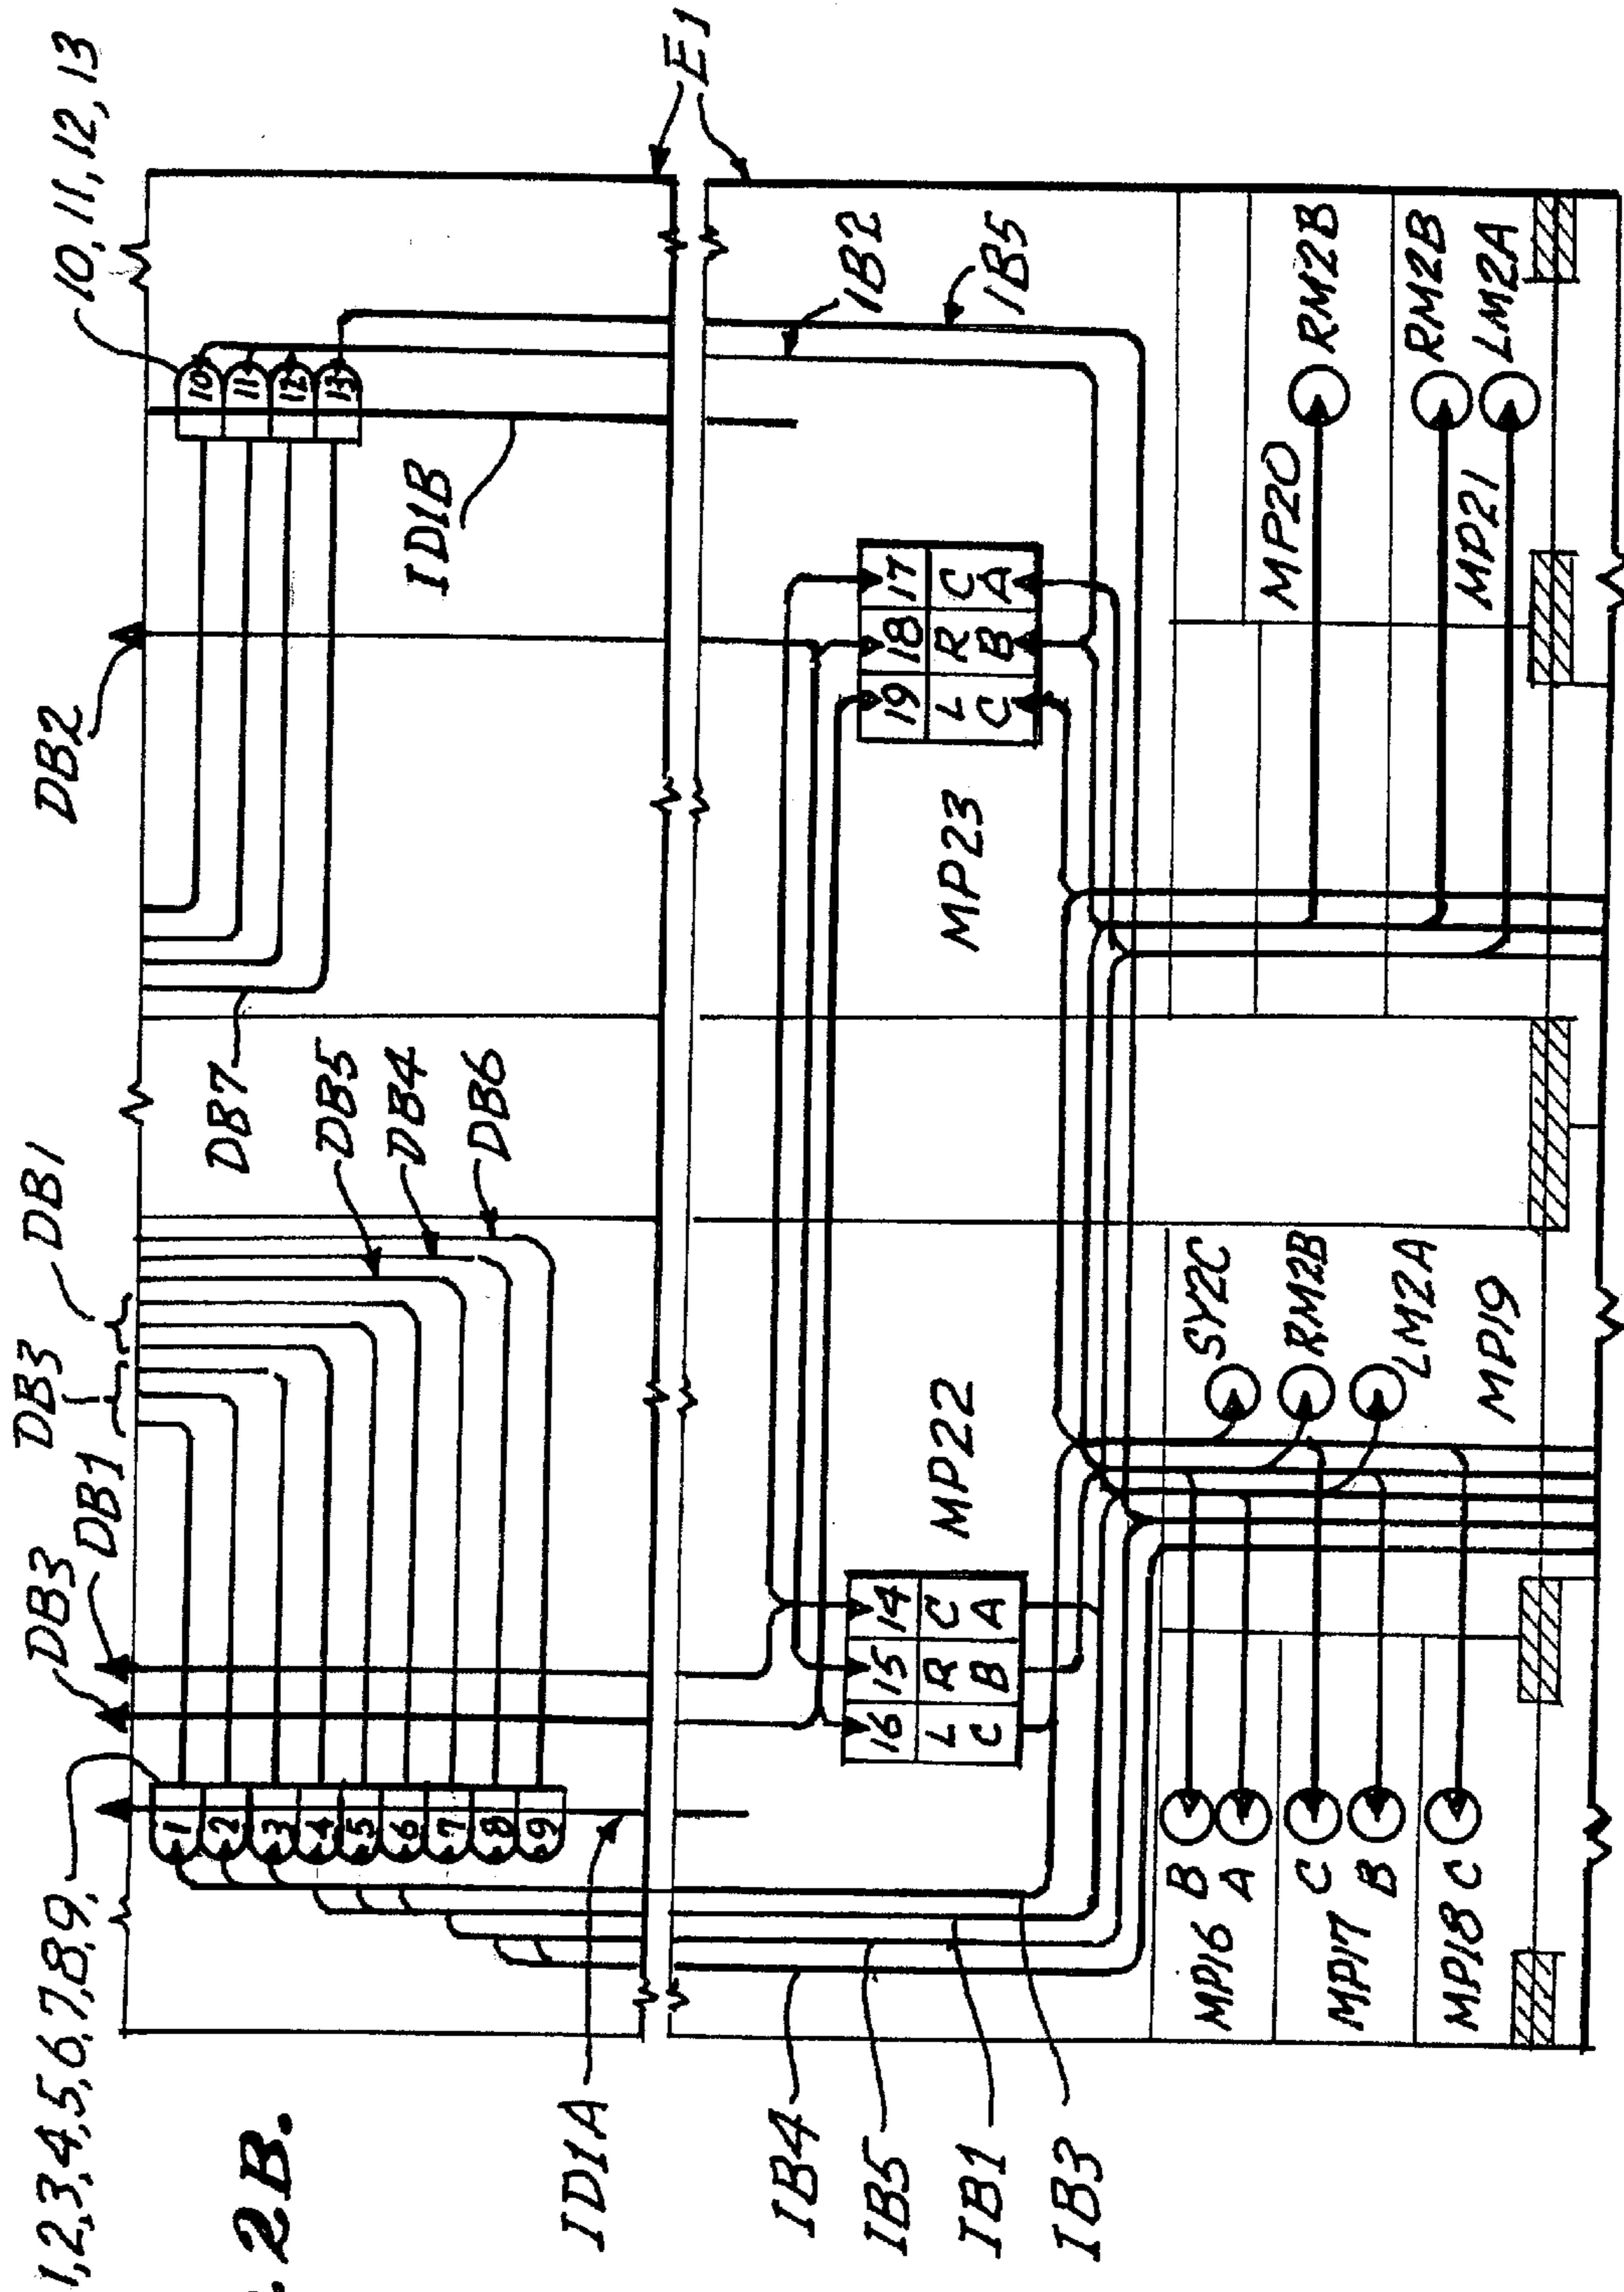 1,2,3,4,5,6,7,8,9,
DB3
DB1
DB3
DB1
DB2
10,11,12,13
E1
. 2B.
DB7
DB5
DB4
DB6
1
2
3
4
5
6
7
8
9
10
11
12
13
ID1A
ID1B
IB4
IB5
IB1
IB3
IB2
IB5
16 15 14
L R C
C B A
MP22
19 18 17
L R C
C B A
MP23
MP16 B
A
MP17 C
B
MP18 C
SY2C
RM2B
LM2A
MP19
MP20
RM2B
MP21
RM2B
LM2A